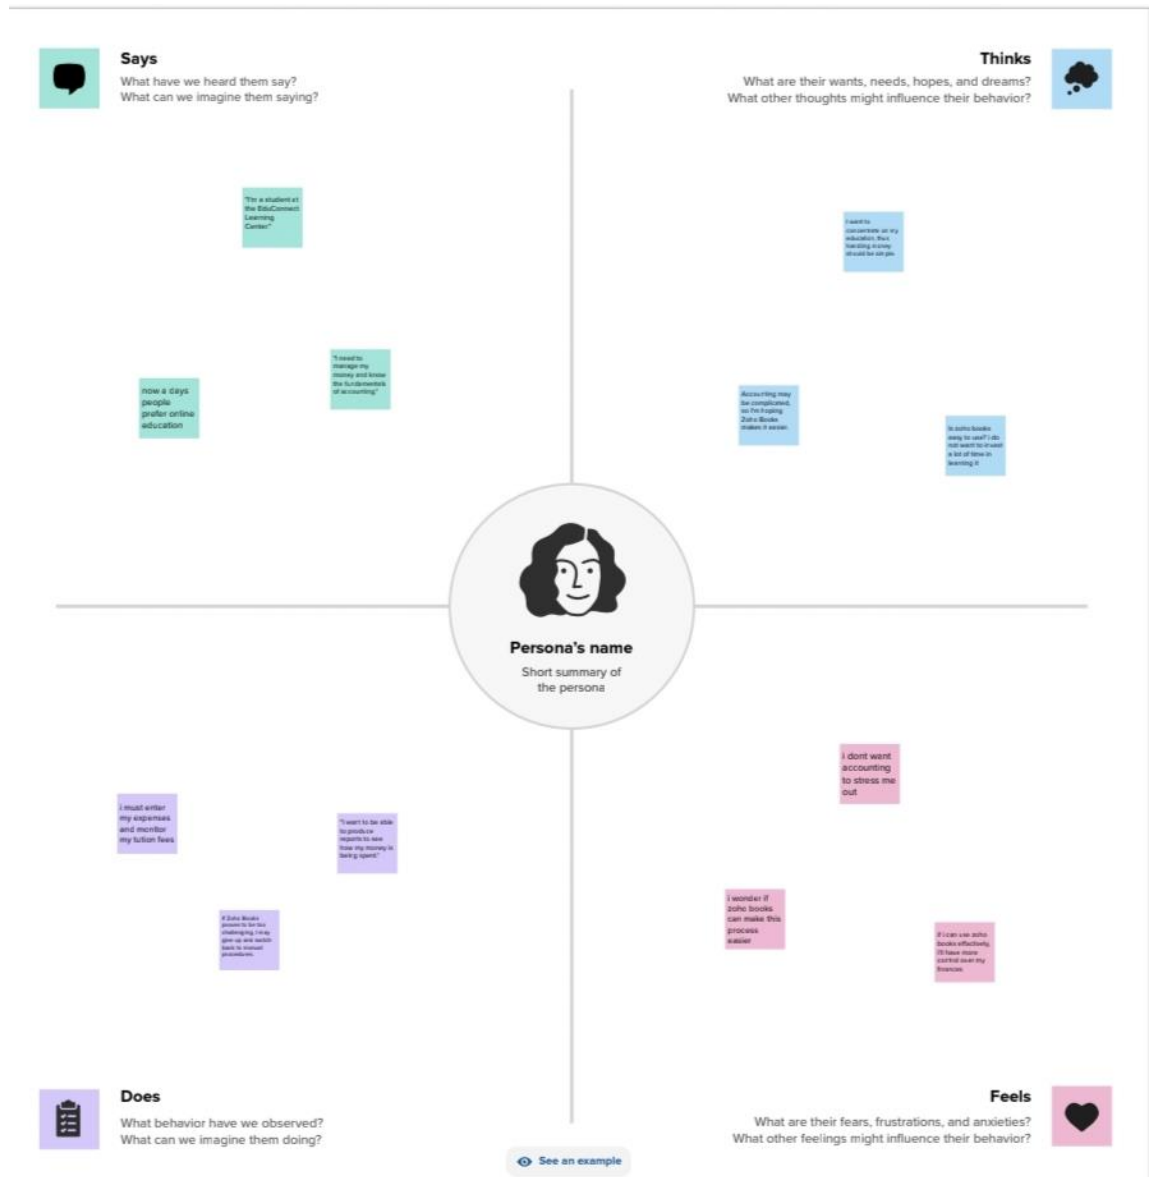 Says
What have we heard them say?
What can we imagine them saying?
Thinks
What are their wants, needs, hopes, and dreams?
What other thoughts might influence their behavior?
"I'm a student at
the EduConnect
Learning
Center"
I want to
concentrate on my
education, thus
handling money
should be simple.
"I need to
manage my
money and know
the fundamentals
of accounting."
now a days
people
prefer online
education
Accounting may
be complicated,
so I'm hoping
Zoho Books
makes it easier.
Is zoho books
easy to use? i do
not want to invest
a lot of time in
learning it
Persona's name
Short summary of
the persona
i must enter
my expenses
and monitor
my tution fees
"I want to be able
to produce
reports to see
how my money is
being spent."
If Zoho Books
proves to be too
challenging, I may
give up and switch
back to manual
procedures.
i dont want
accounting
to stress me
out
i wonder if
zoho books
can make this
process
easier
if i can use zoho
books effectively,
i'll have more
control over my
finances
Does
What behavior have we observed?
What can we imagine them doing?
Feels
What are their fears, frustrations, and anxieties?
What other feelings might influence their behavior?
See an example